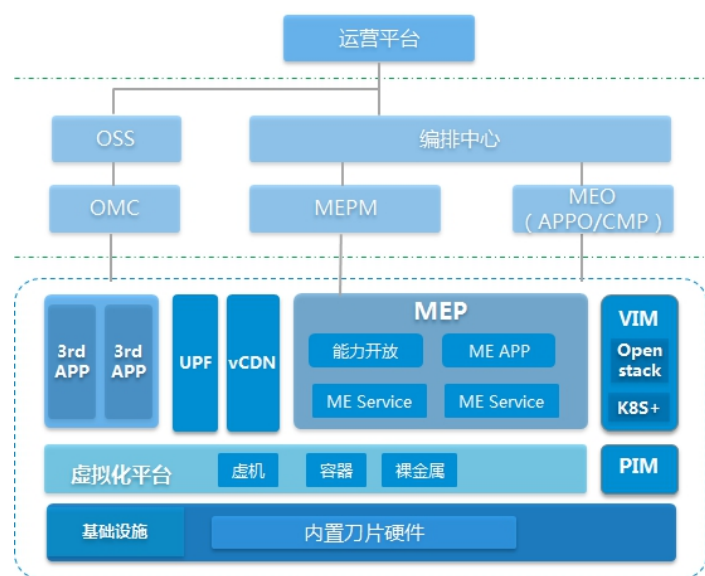 运营平台
OSS
编排中心
OMC
MEPM
MEO
（APPO/CMP）
3rd
APP
3rd
APP
UPF
vCDN
MEP
能力开放
ME APP
ME Service
ME Service
VIM
Open
stack
K8S+
虚拟化平台
虚机
容器
裸金属
PIM
基础设施
内置刀片硬件